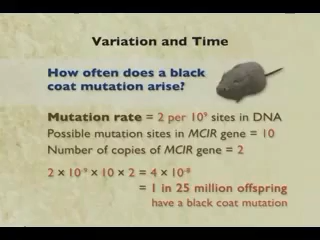 Variation and Time
How often does a black
coat mutation arise?
Mutation rate = 2 per 10⁹ sites in DNA
Possible mutation sites in MCIR gene = 10
Number of copies of MCIR gene = 2
2 × 10⁻⁹ × 10 × 2 = 4 × 10⁻⁸
= 1 in 25 million offspring
have a black coat mutation